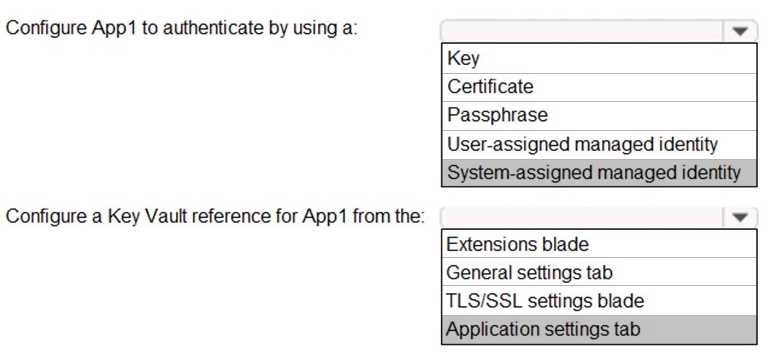 Configure App1 to authenticate by using a:
Key
Certificate
Passphrase
User-assigned managed identity
System-assigned managed identity
Configure a Key Vault reference for App1 from the:
Extensions blade
General settings tab
TLS/SSL settings blade
Application settings tab